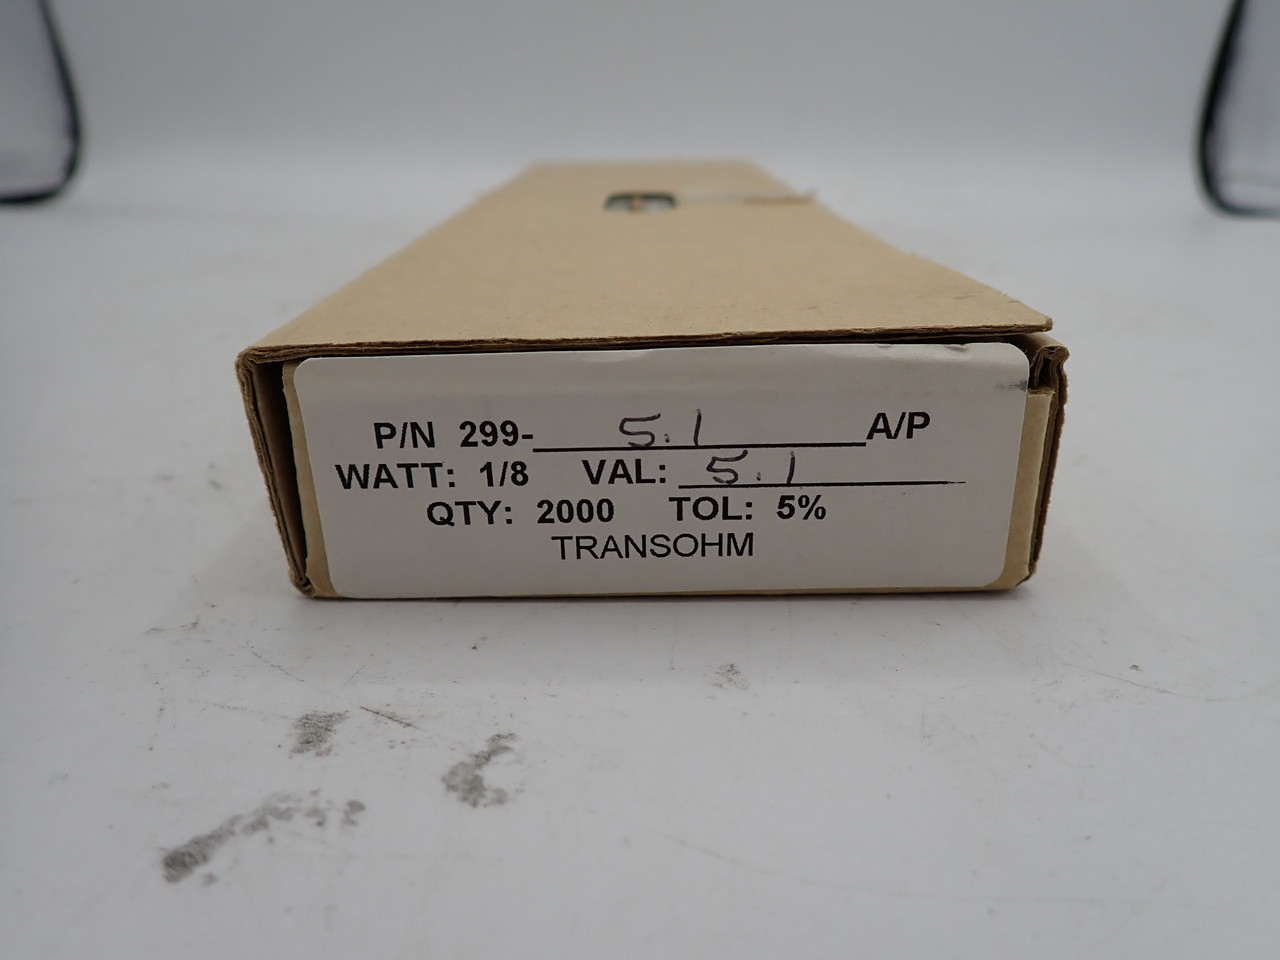 P/N 299- 5.1 A/P
WATT: 1/8 VAL: 5.1
QTY: 2000 TOL: 5%
TRANSOHM